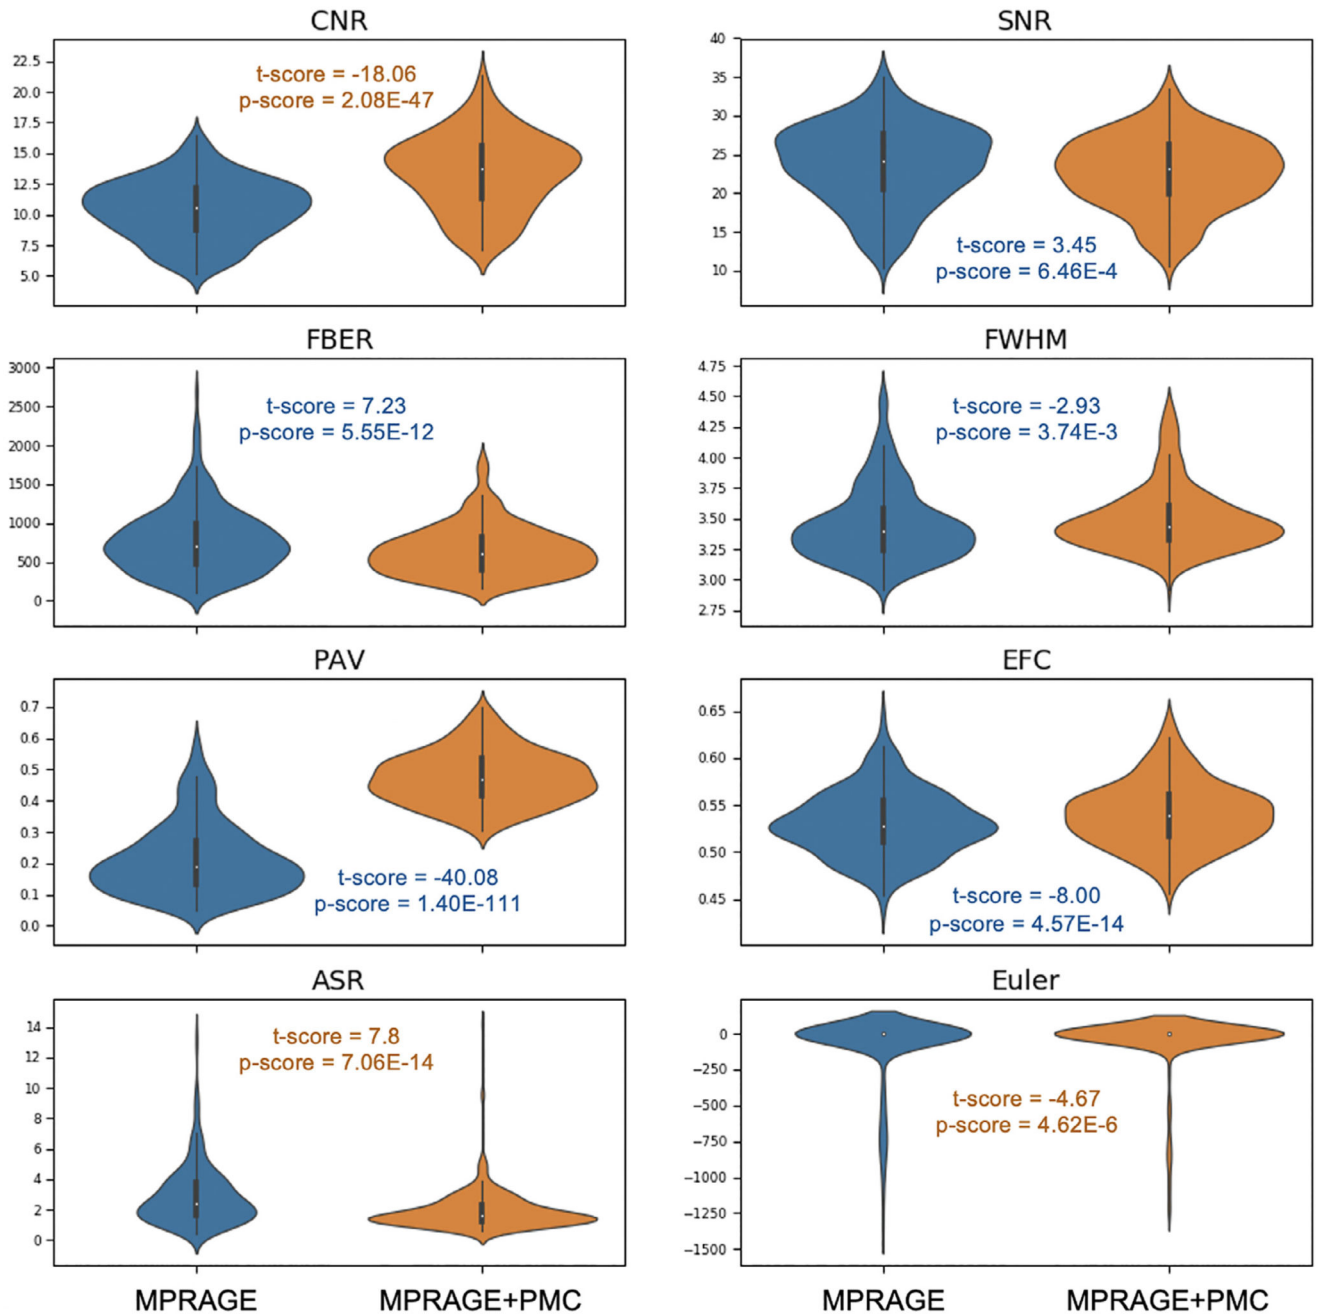 CNR
22.5
20.0
17.5
15.0
12.5
10.0
7.5
5.0
t-score = -18.06
p-score = 2.08E-47
SNR
40
35
30
25
20
15
10
t-score = 3.45
p-score = 6.46E-4
FBER
3000
2500
2000
1500
1000
500
0
t-score = 7.23
p-score = 5.55E-12
FWHM
4.75
4.50
4.25
4.00
3.75
3.50
3.25
3.00
2.75
t-score = -2.93
p-score = 3.74E-3
PAV
0.7
0.6
0.5
0.4
0.3
0.2
0.1
0.0
t-score = -40.08
p-score = 1.40E-111
EFC
0.65
0.60
0.55
0.50
0.45
t-score = -8.00
p-score = 4.57E-14
ASR
14
12
10
8
6
4
2
0
t-score = 7.8
p-score = 7.06E-14
Euler
0
−250
−500
−750
−1000
−1250
−1500
t-score = -4.67
p-score = 4.62E-6
MPRAGE MPRAGE+PMC
MPRAGE MPRAGE+PMC